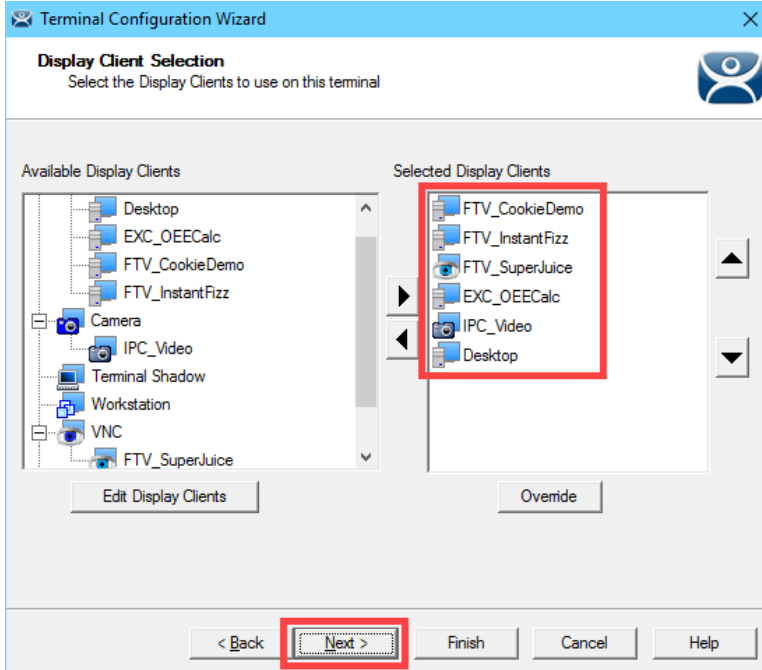 Terminal Configuration Wizard
Display Client Selection
Select the Display Clients to use on this terminal
Available Display Clients
Desktop
EXC_OEECalc
FTV_CookieDemo
FTV_InstantFizz
Camera
IPC_Video
Terminal Shadow
Workstation
VNC
FTV_SuperJuice
Edit Display Clients
Selected Display Clients
FTV_CookieDemo
FTV_InstantFizz
FTV_SuperJuice
EXC_OEECalc
IPC_Video
Desktop
Override
< Back
Next >
Finish
Cancel
Help